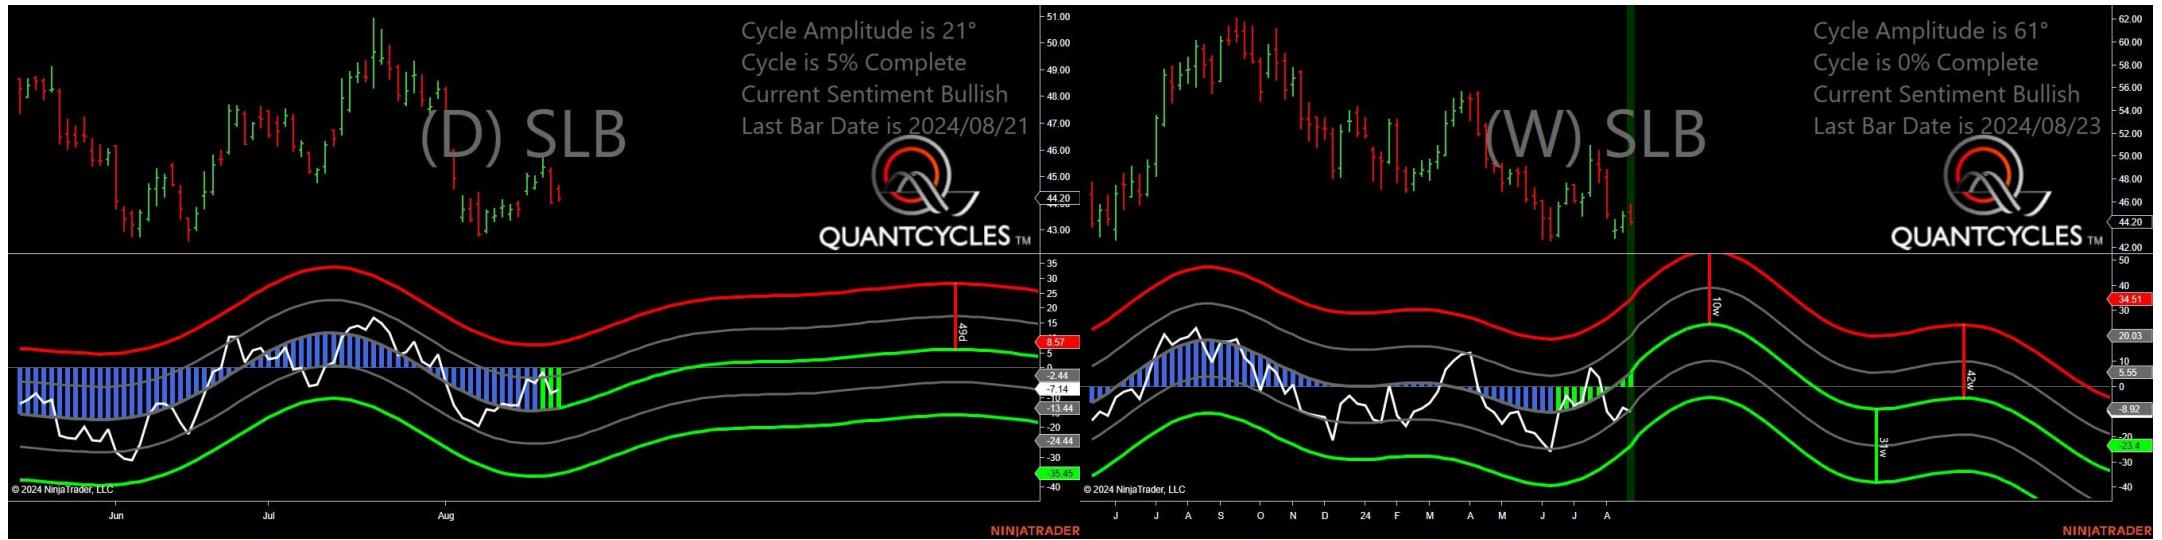 Cycle Amplitude is 21°
Cycle is 5% Complete
Current Sentiment Bullish
Last Bar Date is 2024/08/21
(D) SLB
QUANTCYCLES TM
51.00
50.00
49.00
48.00
47.00
46.00
45.00
44.20
44.00
43.00
35
30
25
20
15
8.57
5
0
-2.44
-7.14
-10
-13.44
-20
-24.44
-30
-35.45
-40
49d
© 2024 NinjaTrader, LLC
Jun
Jul
Aug
NINJATRADER
Cycle Amplitude is 61°
Cycle is 0% Complete
Current Sentiment Bullish
Last Bar Date is 2024/08/23
(W) SLB
QUANTCYCLES TM
62.00
60.00
58.00
56.00
54.00
52.00
50.00
48.00
46.00
44.20
42.00
50
34.51
30
20.03
10
5.55
0
-8.92
-20
-23.4
-30
-40
10w
31w
42w
© 2024 NinjaTrader, LLC
J J A S O N D 24 F M A M J J A
NINJATRADER